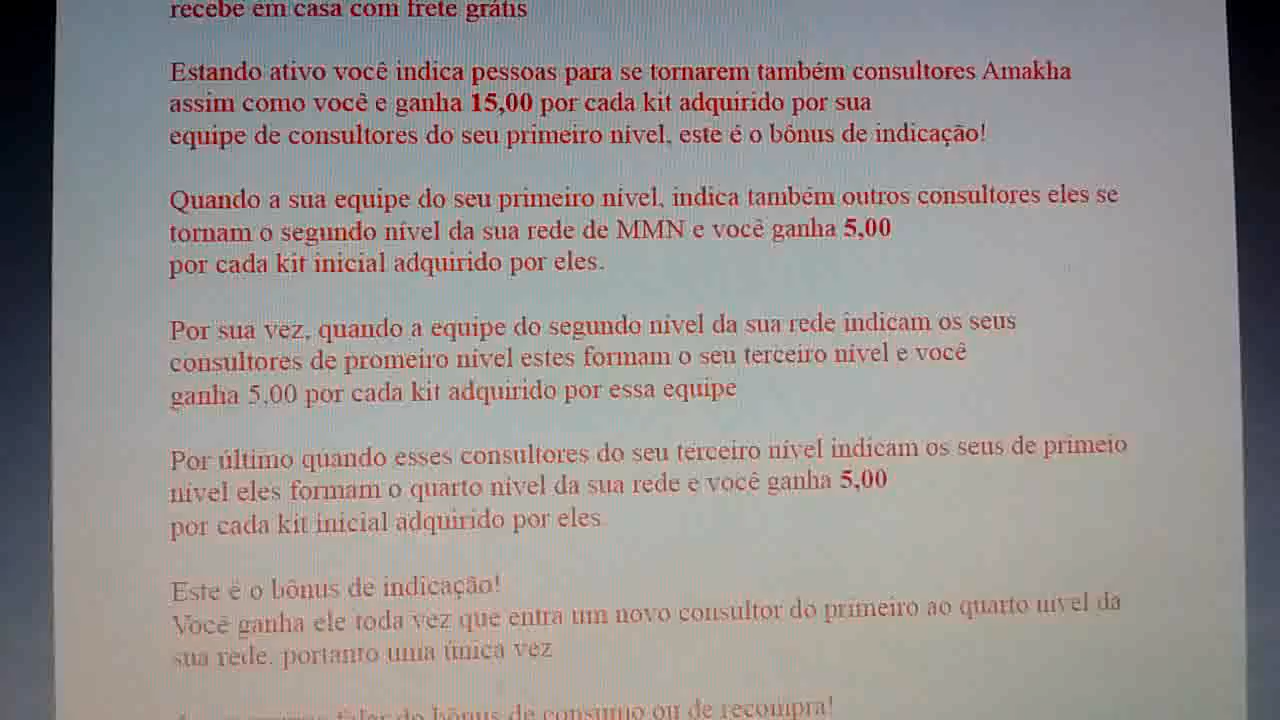 recebe em casa com frete grátis
Estando ativo você indica pessoas para se tornarem também consultores Amakha
assim como você e ganha 15,00 por cada kit adquirido por sua
equipe de consultores do seu primeiro nível, este é o bônus de indicação!
Quando a sua equipe do seu primeiro nível, indica também outros consultores eles se
tornam o segundo nível da sua rede de MMN e você ganha 5,00
por cada kit inicial adquirido por eles.
Por sua vez, quando a equipe do segundo nível da sua rede indicam os seus
consultores de promeiro nível estes formam o seu terceiro nível e você
ganha 5,00 por cada kit adquirido por essa equipe
Por último quando esses consultores do seu terceiro nível indicam os seus de primeio
nível eles formam o quarto nível da sua rede e você ganha 5,00
por cada kit inicial adquirido por eles.
Este é o bônus de indicação!
Você ganha ele toda vez que entra um novo consultor do primeiro ao quarto nível da
sua rede, portanto uma única vez
falar do bônus de consumo ou de recompra!